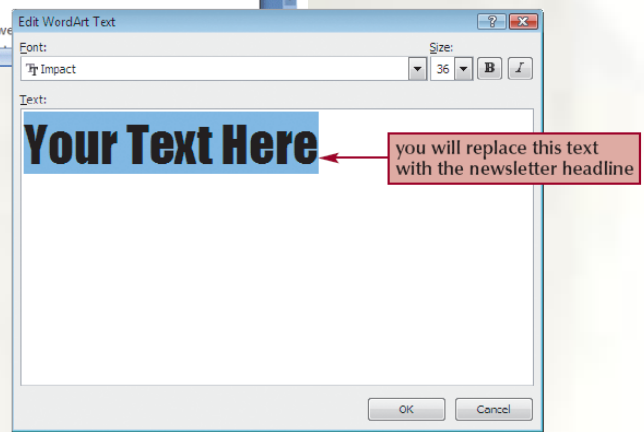 we
Edit WordArt Text
Font:
Size:
Impact
36
B
I
Text:
Your Text Here
you will replace this text
with the newsletter headline
OK
Cancel